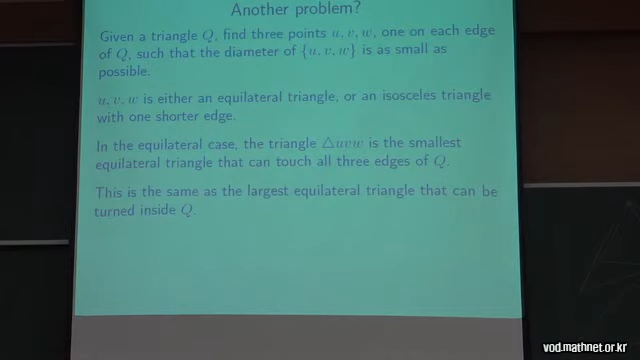 Another problem?
Given a triangle Q, find three points u, v, w, one on each edge
of Q, such that the diameter of {u, v, w} is as small as
possible.
u, v, w is either an equilateral triangle, or an isosceles triangle
with one shorter edge.
In the equilateral case, the triangle △uvw is the smallest
equilateral triangle that can touch all three edges of Q.
This is the same as the largest equilateral triangle that can be
turned inside Q.
vod.mathnet.or.kr